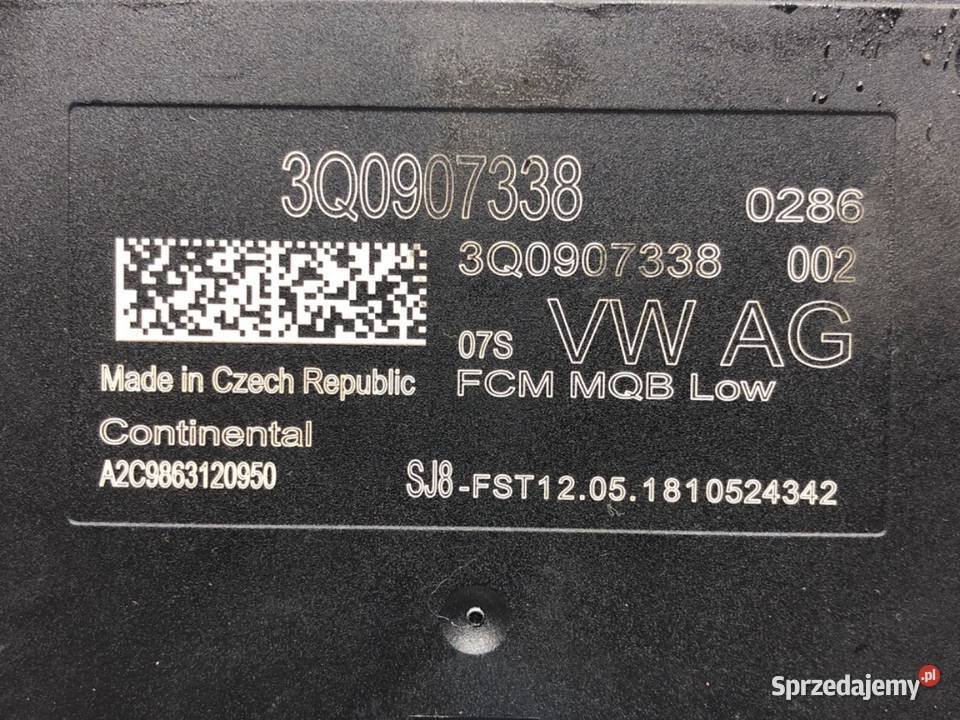 3Q0907338
0286
3Q0907338 002
07S VW AG
FCM MQB Low
Made in Czech Republic
Continental
A2C9863120950
SJ8-FST12.05.1810524342
Sprzedajemy.pl